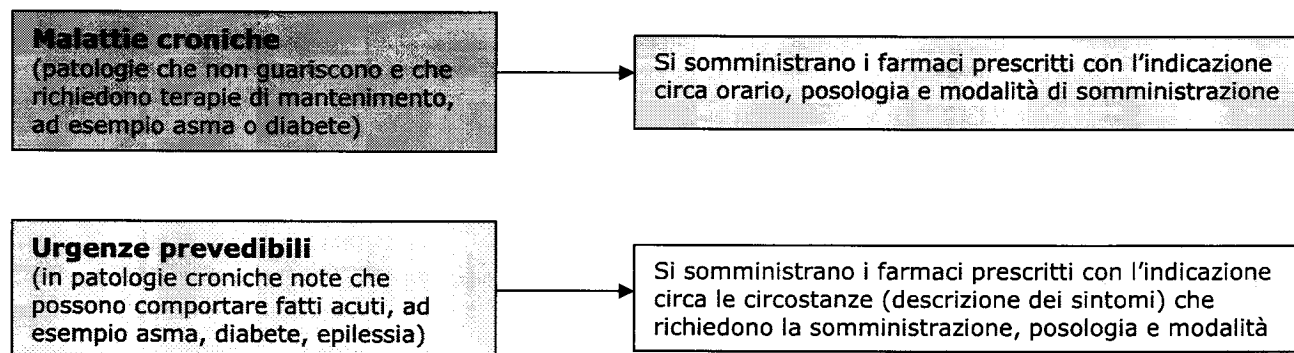 Malattie croniche
(patologie che non guariscono e che
richiedono terapie di mantenimento,
ad esempio asma o diabete)
Si somministrano i farmaci prescritti con l'indicazione
circa orario, posologia e modalità di somministrazione
Urgenze prevedibili
(in patologie croniche note che
possono comportare fatti acuti, ad
esempio asma, diabete, epilessia)
Si somministrano i farmaci prescritti con l'indicazione
circa le circostanze (descrizione dei sintomi) che
richiedono la somministrazione, posologia e modalità